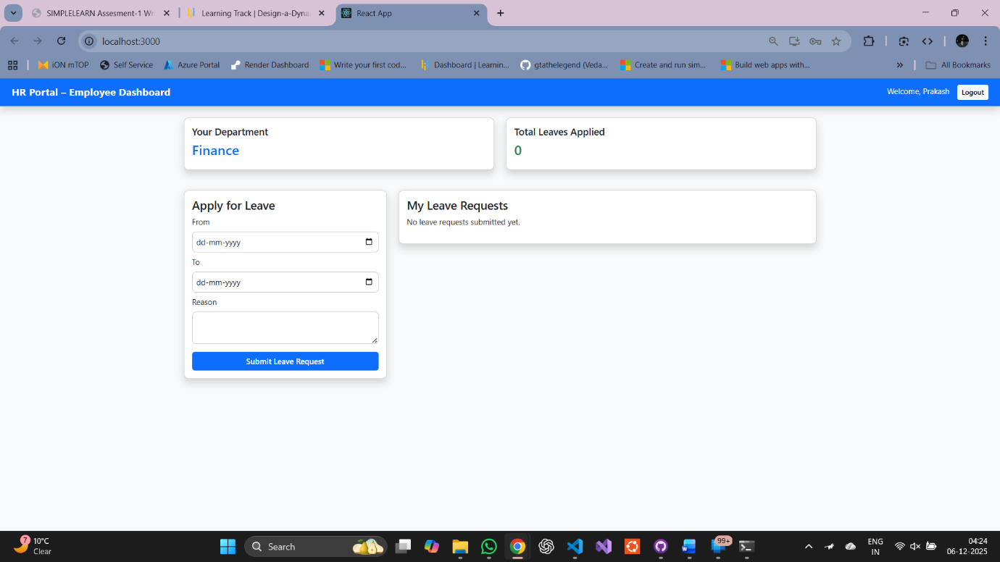 SIMPLELEARN Assesment-1 Wri
Learning Track | Design-a-Dyna
React App
localhost:3000
iON mTOP
Self Service
Azure Portal
Render Dashboard
Write your first cod...
Dashboard | Learnin...
gtathelegend (Veda...
Create and run sim...
Build web apps with...
»
All Bookmarks
HR Portal – Employee Dashboard
Welcome, Prakash
Logout
Your Department
Finance
Total Leaves Applied
0
Apply for Leave
From
dd-mm-yyyy
To
dd-mm-yyyy
Reason
Submit Leave Request
My Leave Requests
No leave requests submitted yet.
7
10°C
Clear
Search
99+
ENG
IN
04:24
06-12-2025